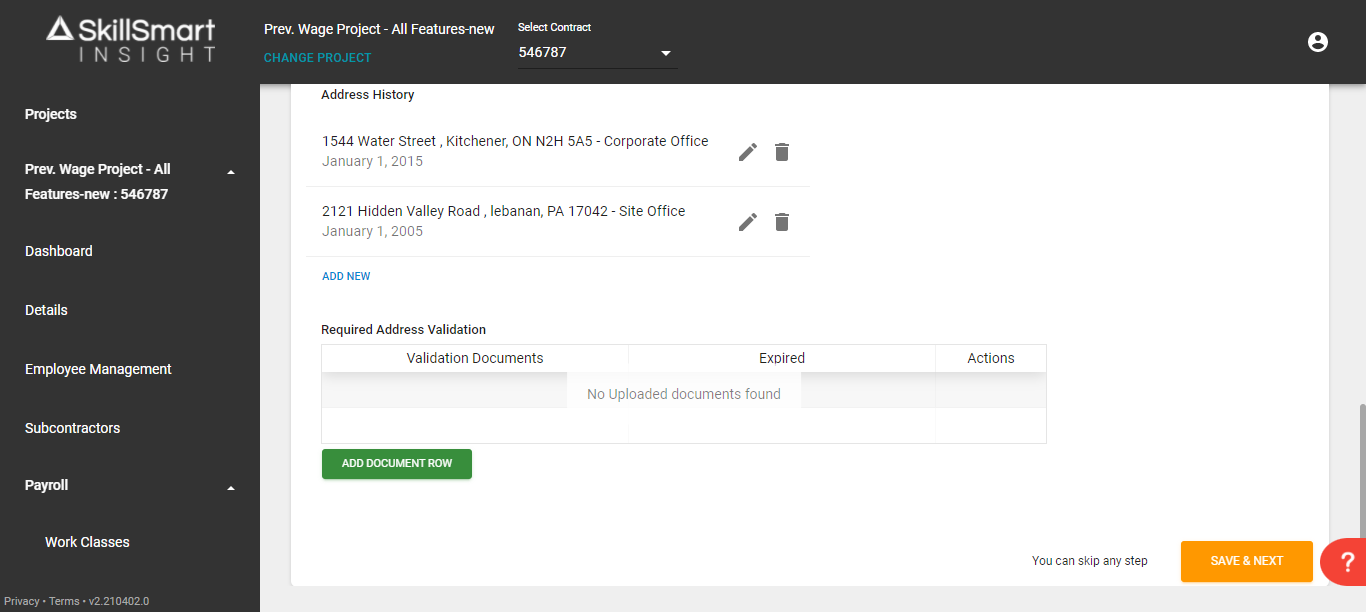 SkillSmart
INSIGHT
Prev. Wage Project - All Features-new
CHANGE PROJECT
Select Contract
546787
Projects
Prev. Wage Project - All
Features-new : 546787
Dashboard
Details
Employee Management
Subcontractors
Payroll
Work Classes
Privacy • Terms • v2.210402.0
Address History
1544 Water Street , Kitchener, ON N2H 5A5 - Corporate Office
January 1, 2015
2121 Hidden Valley Road , lebanan, PA 17042 - Site Office
January 1, 2005
ADD NEW
Required Address Validation
Validation Documents Expired Actions
No Uploaded documents found
ADD DOCUMENT ROW
You can skip any step
SAVE & NEXT
?